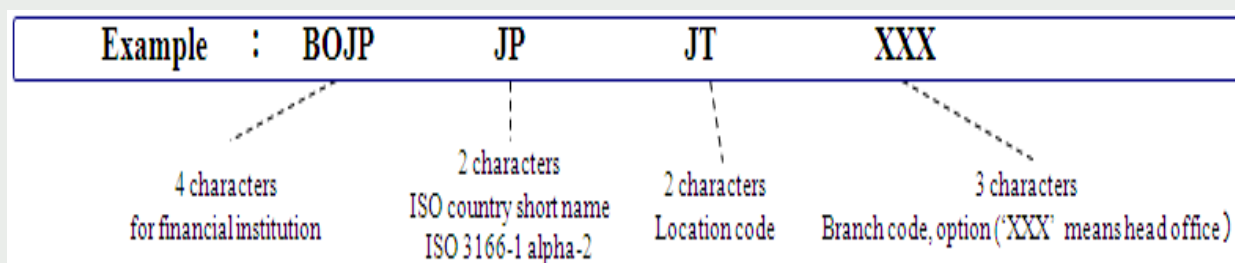 Example : BOJP JP JT XXX
4 characters
for financial institution
2 characters
ISO country short name
ISO 3166-1 alpha-2
2 characters
Location code
3 characters
Branch code, option (‘XXX’ means head office)